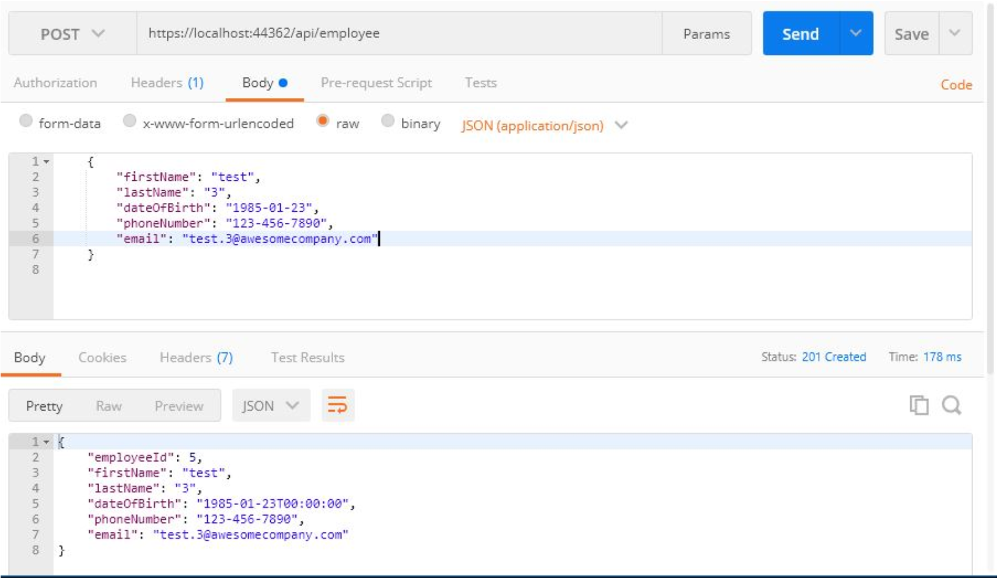 POST https://localhost:44362/api/employee Params Send Save
Authorization Headers (1) Body Pre-request Script Tests Code
form-data x-www-form-urlencoded raw binary JSON (application/json)
1 {
2 "firstName": "test",
3 "lastName": "3",
4 "dateOfBirth": "1985-01-23",
5 "phoneNumber": "123-456-7890",
6 "email": "test.3@awesomecompany.com"
7 }
8
Body Cookies Headers (7) Test Results Status: 201 Created Time: 178 ms
Pretty Raw Preview JSON
1 {
2 "employeeId": 5,
3 "firstName": "test",
4 "lastName": "3",
5 "dateOfBirth": "1985-01-23T00:00:00",
6 "phoneNumber": "123-456-7890",
7 "email": "test.3@awesomecompany.com"
8 }